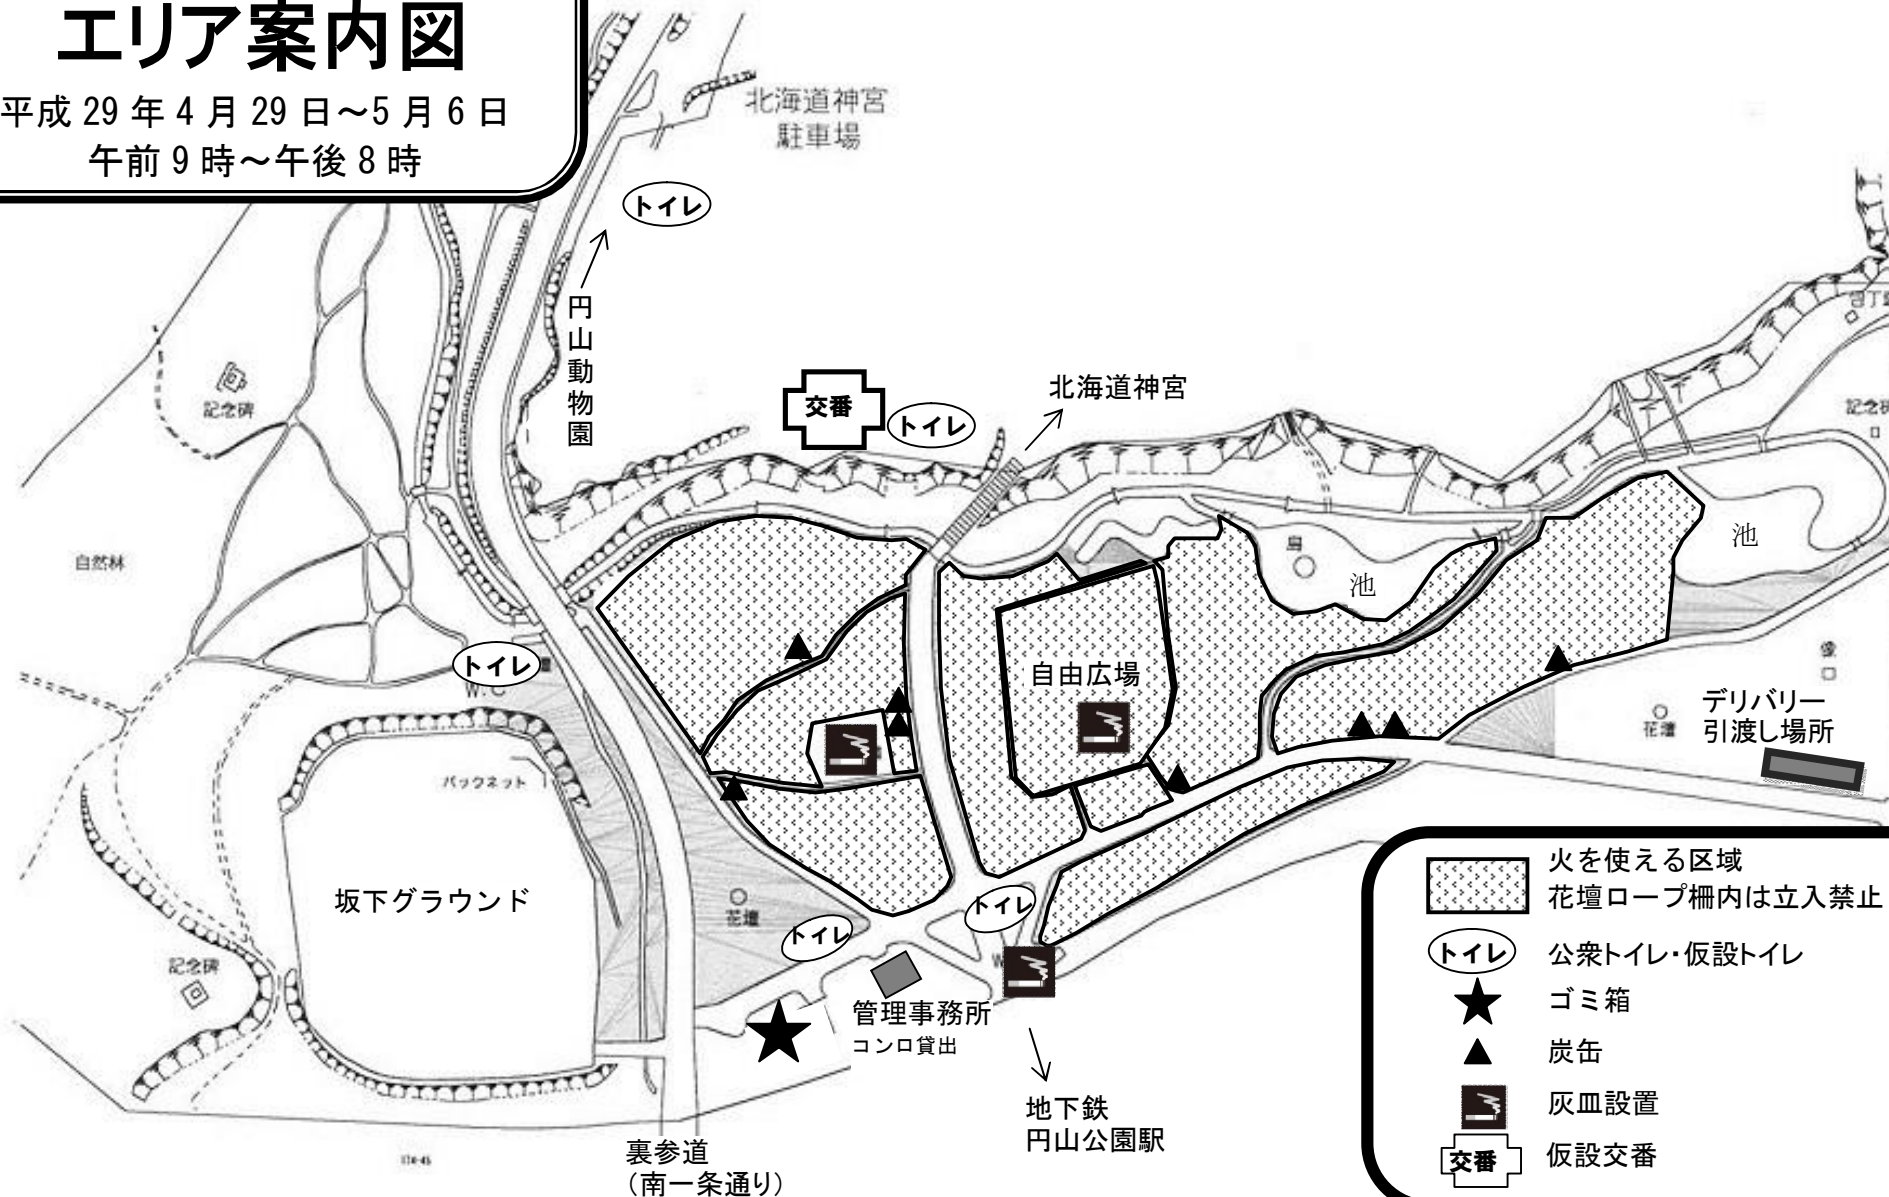 エリア案内図
平成 29 年 4 月 29 日～5 月 6 日
午前 9 時～午後 8 時
北海道神宮
駐車場
トイレ
円山動物園
交番
トイレ
北海道神宮
記念碑
記念碑
自然林
島
池
池
トイレ
W.C
自由広場
像
花壇
デリバリー
引渡し場所
バックネット
坂下グラウンド
花壇
トイレ
トイレ
記念碑
管理事務所
コンロ貸出
地下鉄
円山公園駅
裏参道
（南一条通り）
火を使える区域
花壇ロープ柵内は立入禁止
トイレ 公衆トイレ・仮設トイレ
ゴミ箱
炭缶
灰皿設置
交番 仮設交番